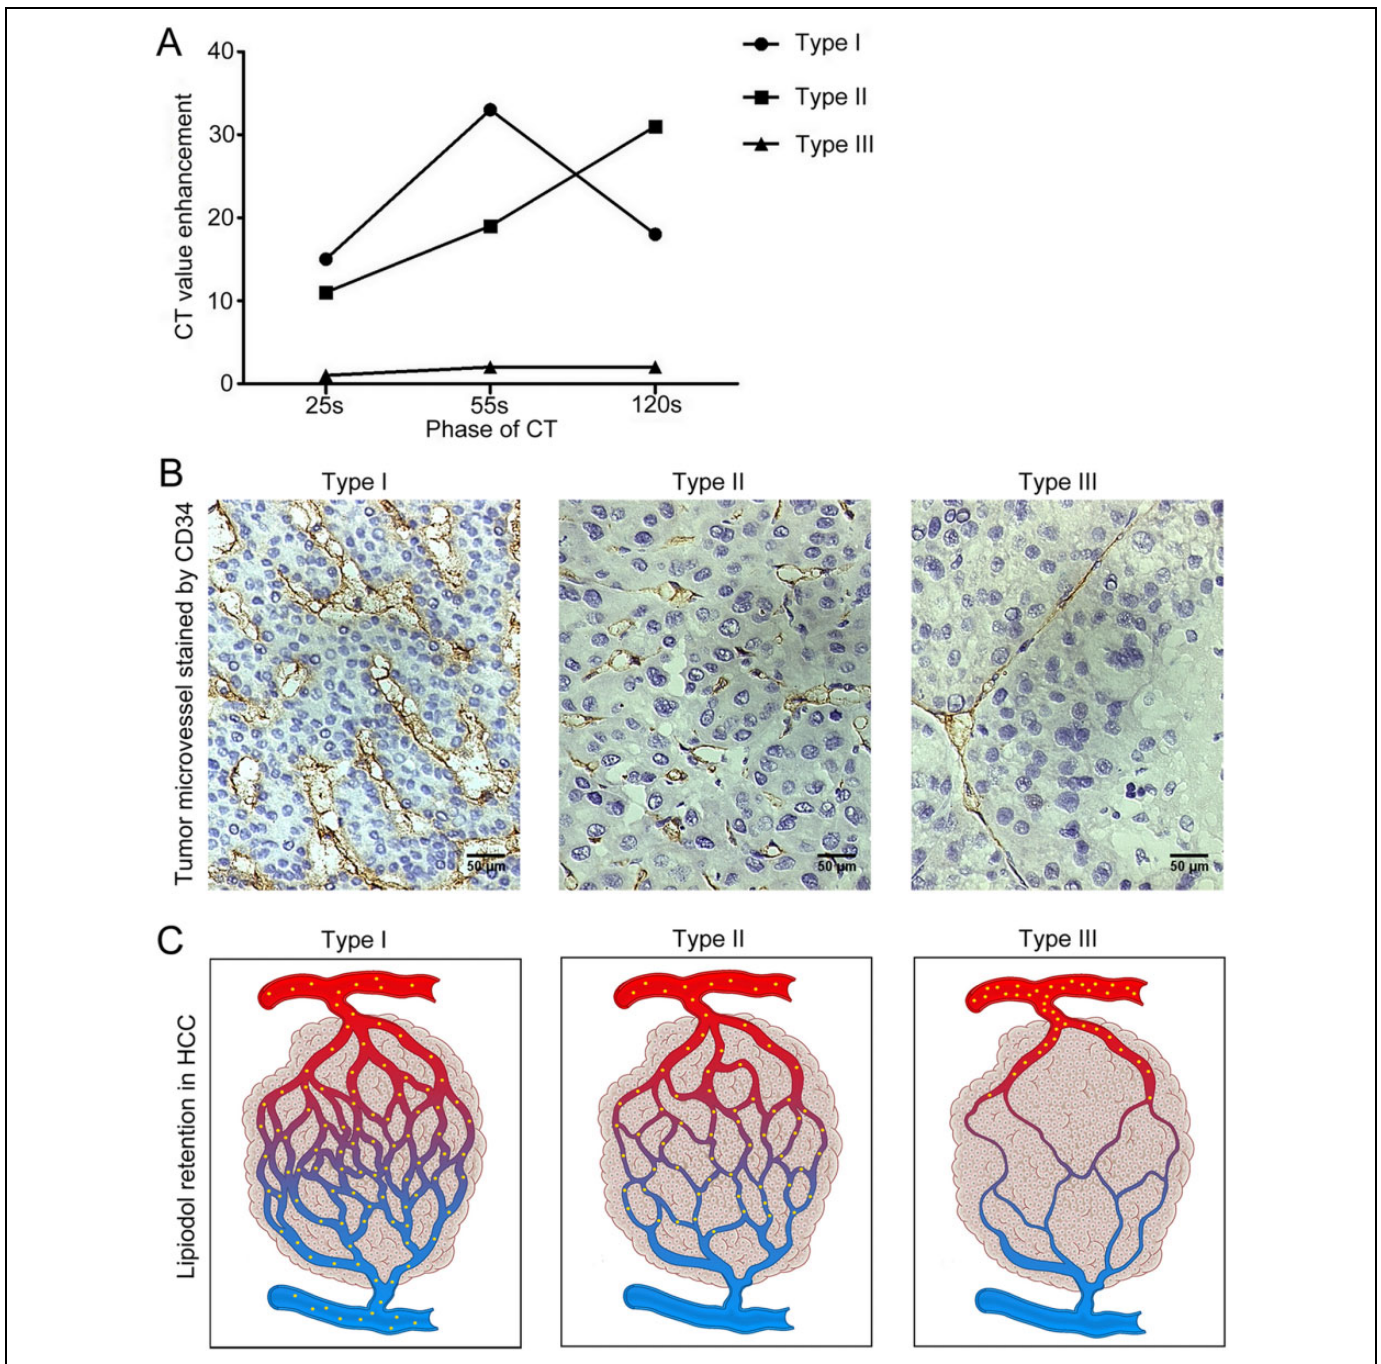 A
40
30
20
10
0
CT value enhancement
25s 55s 120s
Phase of CT
Type I
Type II
Type III
B
Type I Type II Type III
Tumor microvessel stained by CD34
50 µm 50 µm 50 µm
C
Type I Type II Type III
Lipiodol retention in HCC